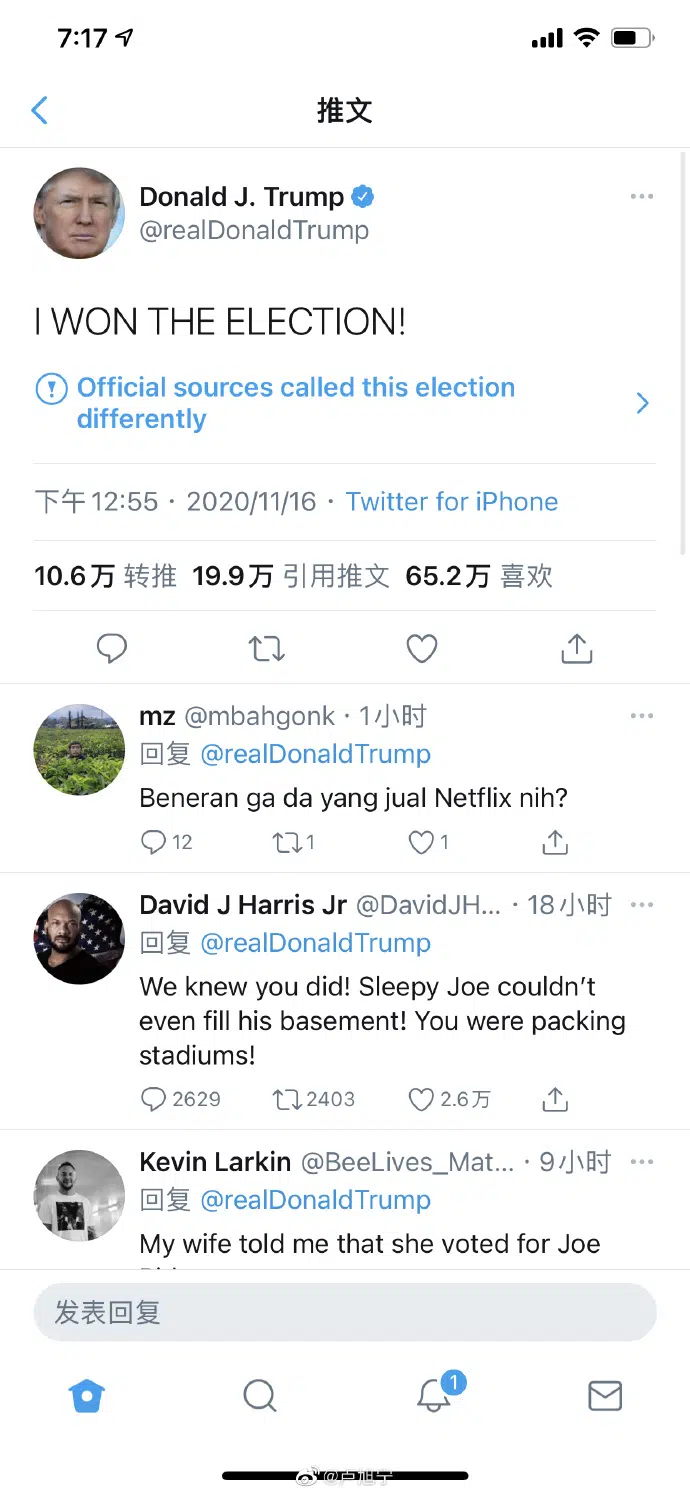 7:17
推文
Donald J. Trump
@realDonaldTrump
I WON THE ELECTION!
Official sources called this election
differently
下午 12:55 · 2020/11/16 · Twitter for iPhone
10.6万 转推 19.9万 引用推文 65.2万 喜欢
mz @mbahgonk · 1小时
回复 @realDonaldTrump
Beneran ga da yang jual Netflix nih?
12 1 1
David J Harris Jr @DavidJH... · 18小时
回复 @realDonaldTrump
We knew you did! Sleepy Joe couldn’t
even fill his basement! You were packing
stadiums!
2629 2403 2.6万
Kevin Larkin @BeeLives_Mat... · 9小时
回复 @realDonaldTrump
My wife told me that she voted for Joe
发表回复
1
@卢旭宁